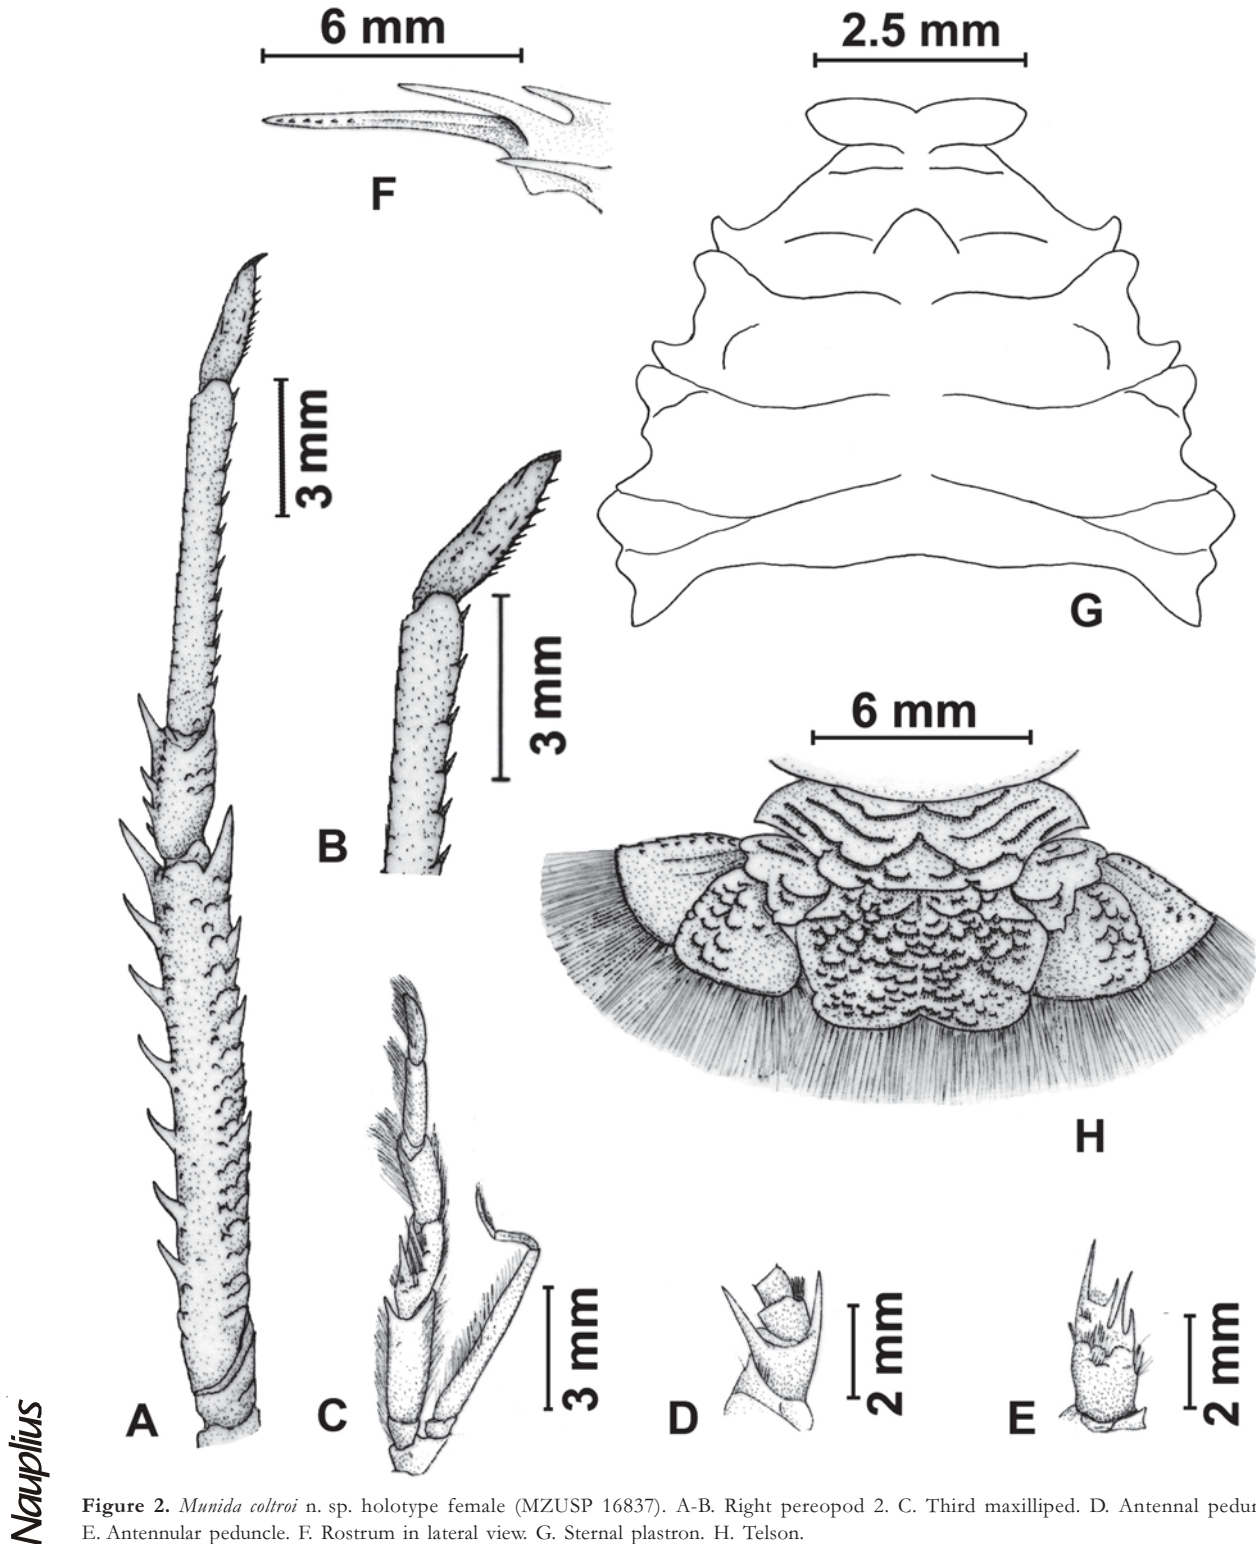 6 mm
2.5 mm
F
3 mm
3 mm
G
6 mm
B
H
3 mm
2 mm
2 mm
A
C
D
E
Nauplius
Figure 2. Munida coltroi n. sp. holotype female (MZUSP 16837). A-B. Right pereopod 2. C. Third maxilliped. D. Antennal
E. Antennular peduncle. F. Rostrum in lateral view. G. Sternal plastron. H. Telson.